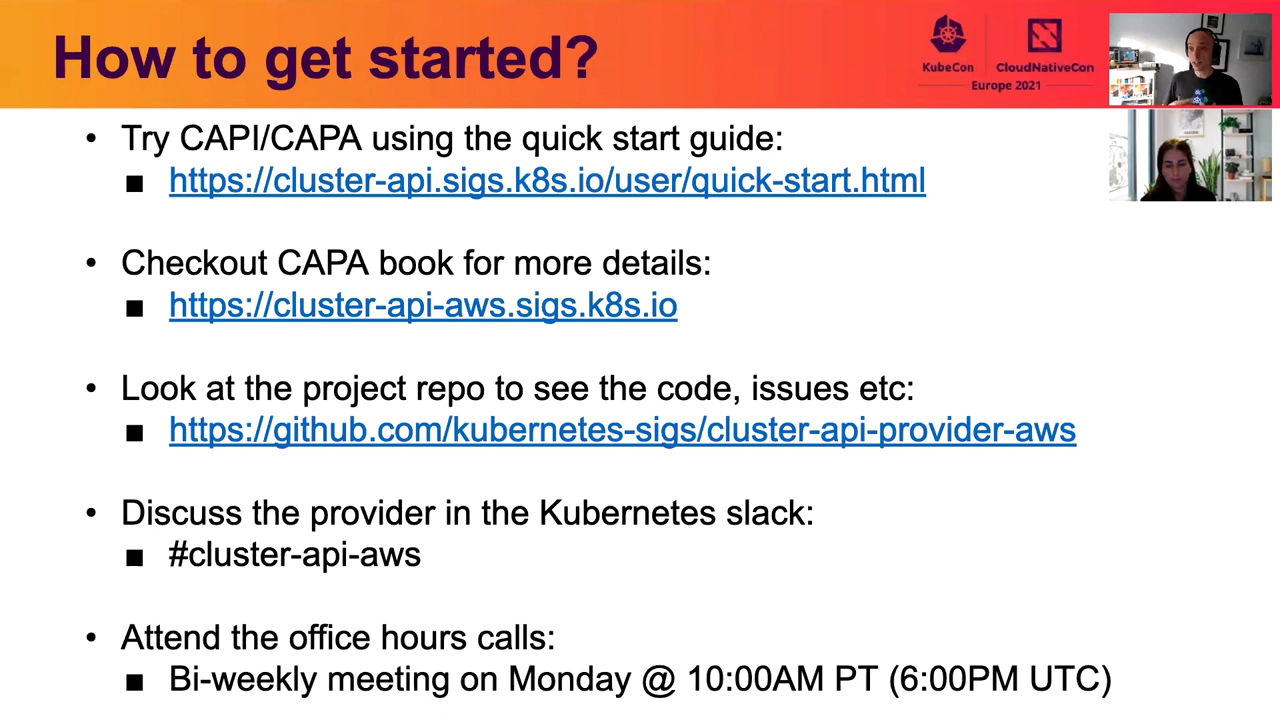 How to get started?
KubeCon
CloudNativeCon
Europe 2021
• Try CAPI/CAPA using the quick start guide:
■ https://cluster-api.sigs.k8s.io/user/quick-start.html
• Checkout CAPA book for more details:
■ https://cluster-api-aws.sigs.k8s.io
• Look at the project repo to see the code, issues etc:
■ https://github.com/kubernetes-sigs/cluster-api-provider-aws
• Discuss the provider in the Kubernetes slack:
■ #cluster-api-aws
• Attend the office hours calls:
■ Bi-weekly meeting on Monday @ 10:00AM PT (6:00PM UTC)